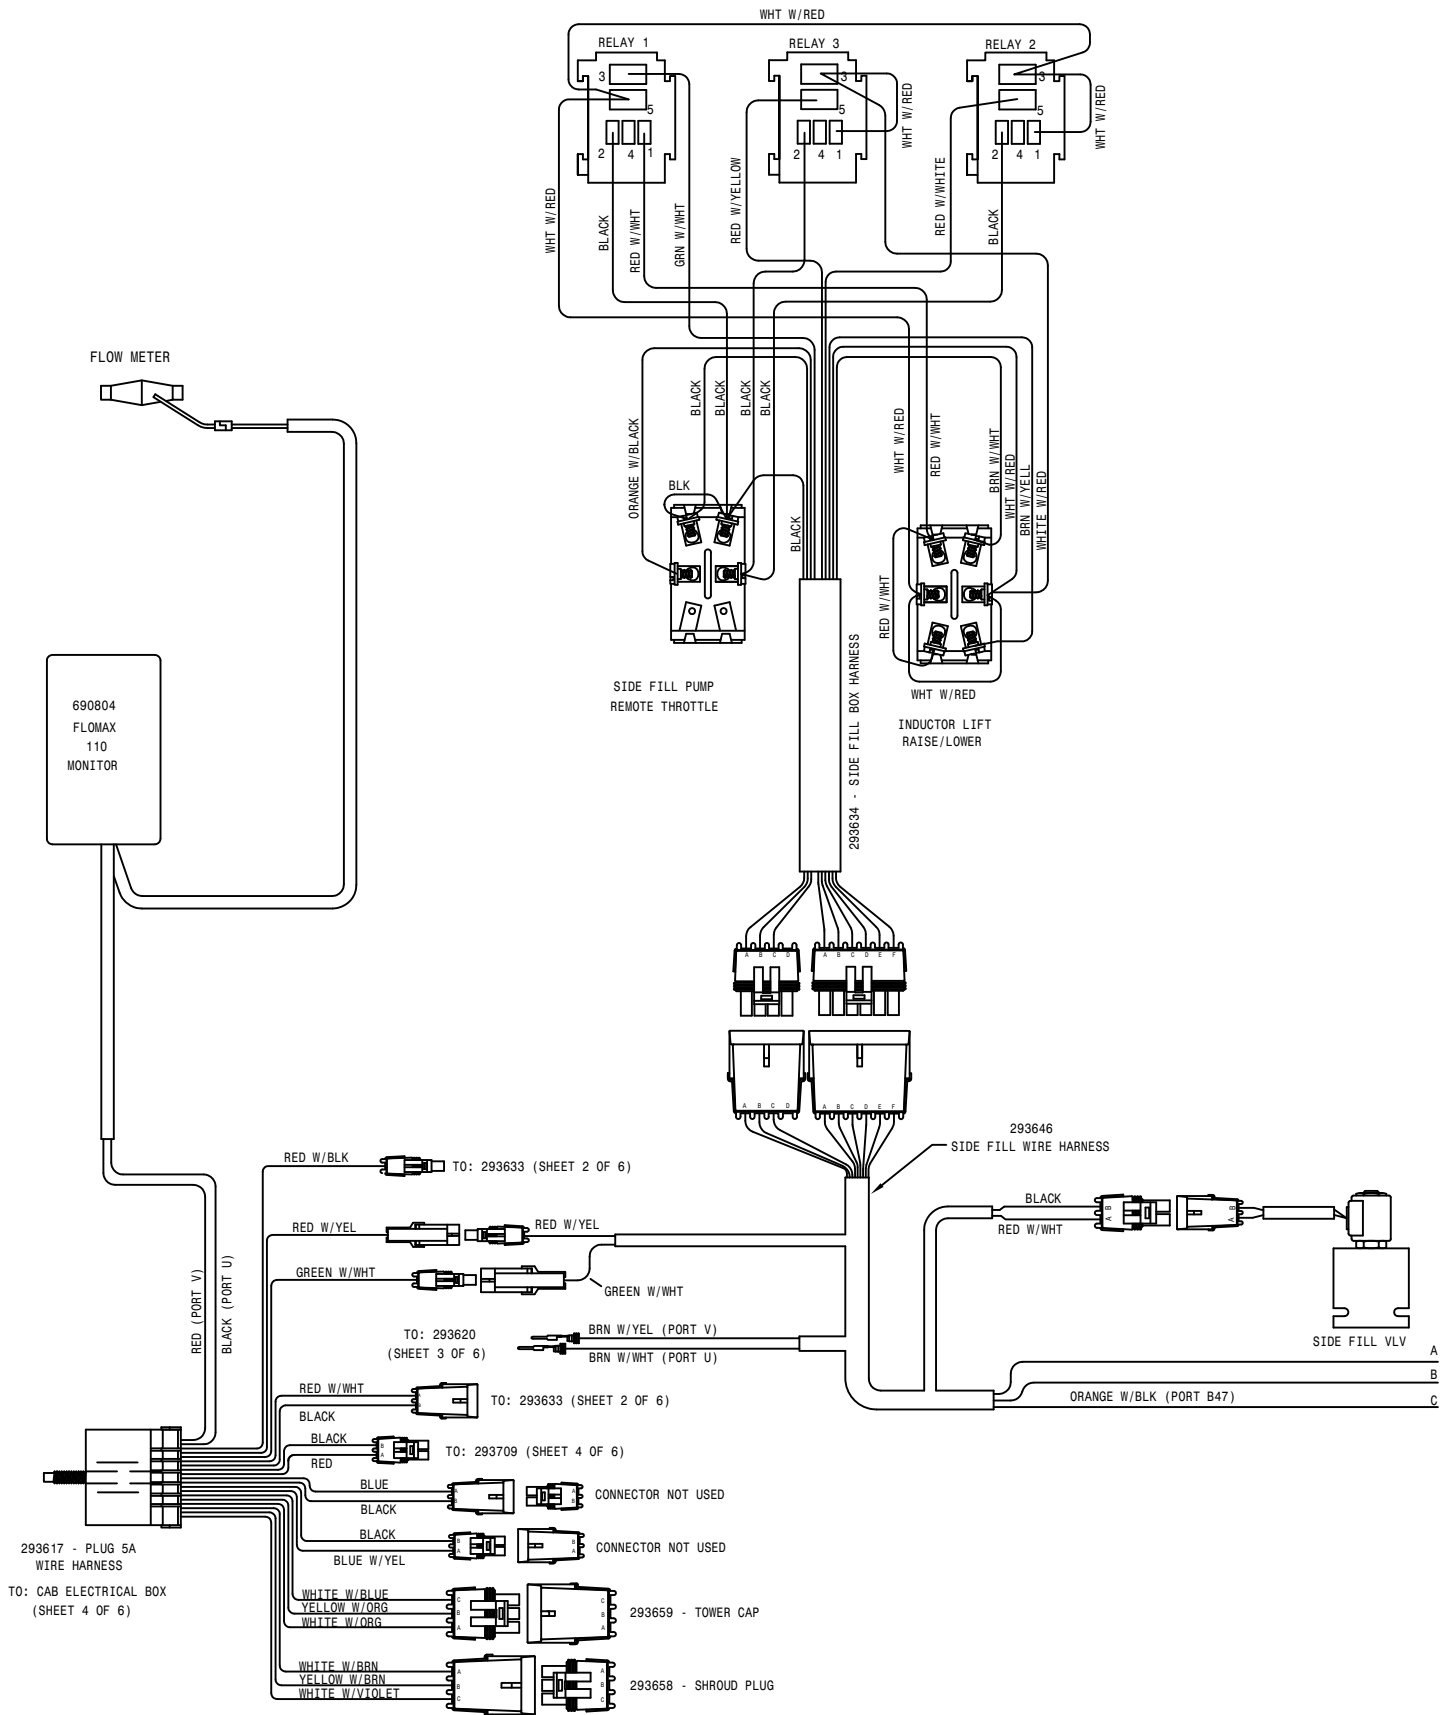 WHT W/RED
RELAY 1
RELAY 3
RELAY 2
3
5
2
4
1
3
5
2
4
1
3
5
2
4
1
WHT W/RED
WHT W/RED
WHT W/RED
BLACK
RED W/WHT
GRN W/WHT
RED W/YELLOW
RED W/WHITE
BLACK
FLOW METER
ORANGE W/BLACK
BLACK
BLACK
BLACK
BLACK
BLK
BLACK
WHT W/RED
RED W/WHT
BRN W/WHT
WHT W/RED
BRN W/YELL
WHITE W/RED
RED W/WHT
WHT W/RED
SIDE FILL PUMP
REMOTE THROTTLE
INDUCTOR LIFT
RAISE/LOWER
690804
FLOMAX
110
MONITOR
293634 - SIDE FILL BOX HARNESS
A B C D
A B C D E F
A B C D
A B C D E F
293646
SIDE FILL WIRE HARNESS
RED W/BLK
TO: 293633 (SHEET 2 OF 6)
RED W/YEL
RED W/YEL
GREEN W/WHT
GREEN W/WHT
BLACK
RED W/WHT
B
A
B
A
SIDE FILL VLV
RED (PORT V)
BLACK (PORT U)
TO: 293620
(SHEET 3 OF 6)
BRN W/YEL (PORT V)
BRN W/WHT (PORT U)
A
B
ORANGE W/BLK (PORT B47)
C
RED W/WHT
BLACK
TO: 293633 (SHEET 2 OF 6)
BLACK
RED
B
A
TO: 293709 (SHEET 4 OF 6)
BLUE
BLACK
A
B
A
B
CONNECTOR NOT USED
BLACK
BLUE W/YEL
B
A
B
A
CONNECTOR NOT USED
293617 - PLUG 5A
WIRE HARNESS
TO: CAB ELECTRICAL BOX
(SHEET 4 OF 6)
WHITE W/BLUE
YELLOW W/ORG
WHITE W/ORG
C
B
A
C
B
A
293659 - TOWER CAP
WHITE W/BRN
YELLOW W/BRN
WHITE W/VIOLET
A
B
C
A
B
C
293658 - SHROUD PLUG